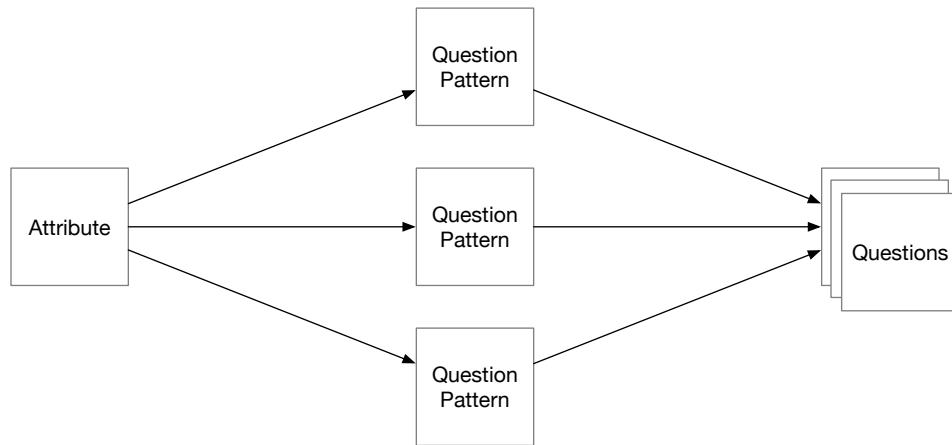 Question
Pattern
Attribute
Question
Pattern
Questions
Question
Pattern